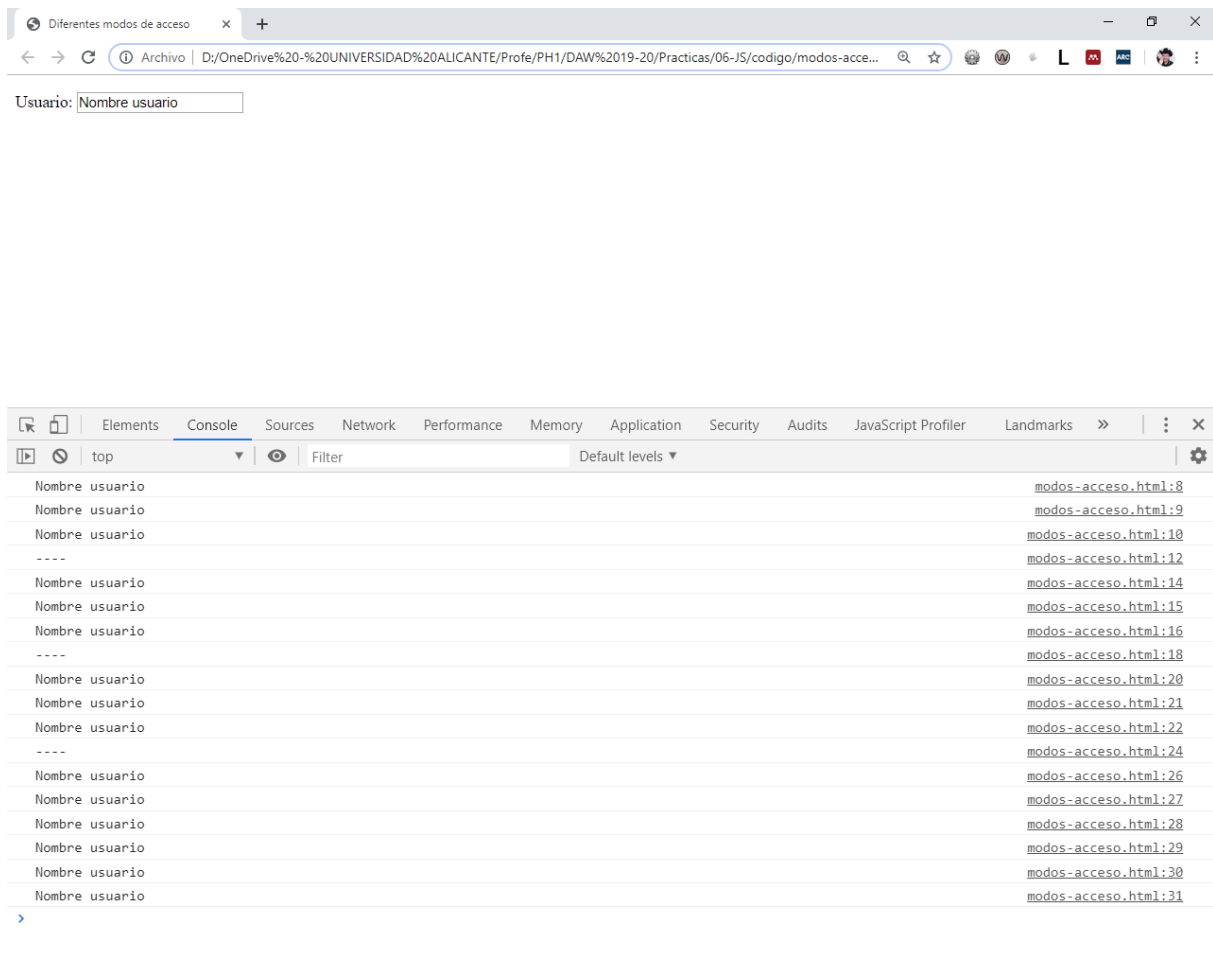 Diferentes modos de acceso
Archivo D:/OneDrive%20-%20UNIVERSIDAD%20ALICANTE/Profe/PH1/DAW%2019-20/Practicas/06-JS/codigo/modos-acce...
L ARC
Usuario: Nombre usuario
Elements Console Sources Network Performance Memory Application Security Audits JavaScript Profiler Landmarks »
top Filter Default levels
Nombre usuario modos-acceso.html:8
Nombre usuario modos-acceso.html:9
Nombre usuario modos-acceso.html:10
---- modos-acceso.html:12
Nombre usuario modos-acceso.html:14
Nombre usuario modos-acceso.html:15
Nombre usuario modos-acceso.html:16
---- modos-acceso.html:18
Nombre usuario modos-acceso.html:20
Nombre usuario modos-acceso.html:21
Nombre usuario modos-acceso.html:22
---- modos-acceso.html:24
Nombre usuario modos-acceso.html:26
Nombre usuario modos-acceso.html:27
Nombre usuario modos-acceso.html:28
Nombre usuario modos-acceso.html:29
Nombre usuario modos-acceso.html:30
Nombre usuario modos-acceso.html:31